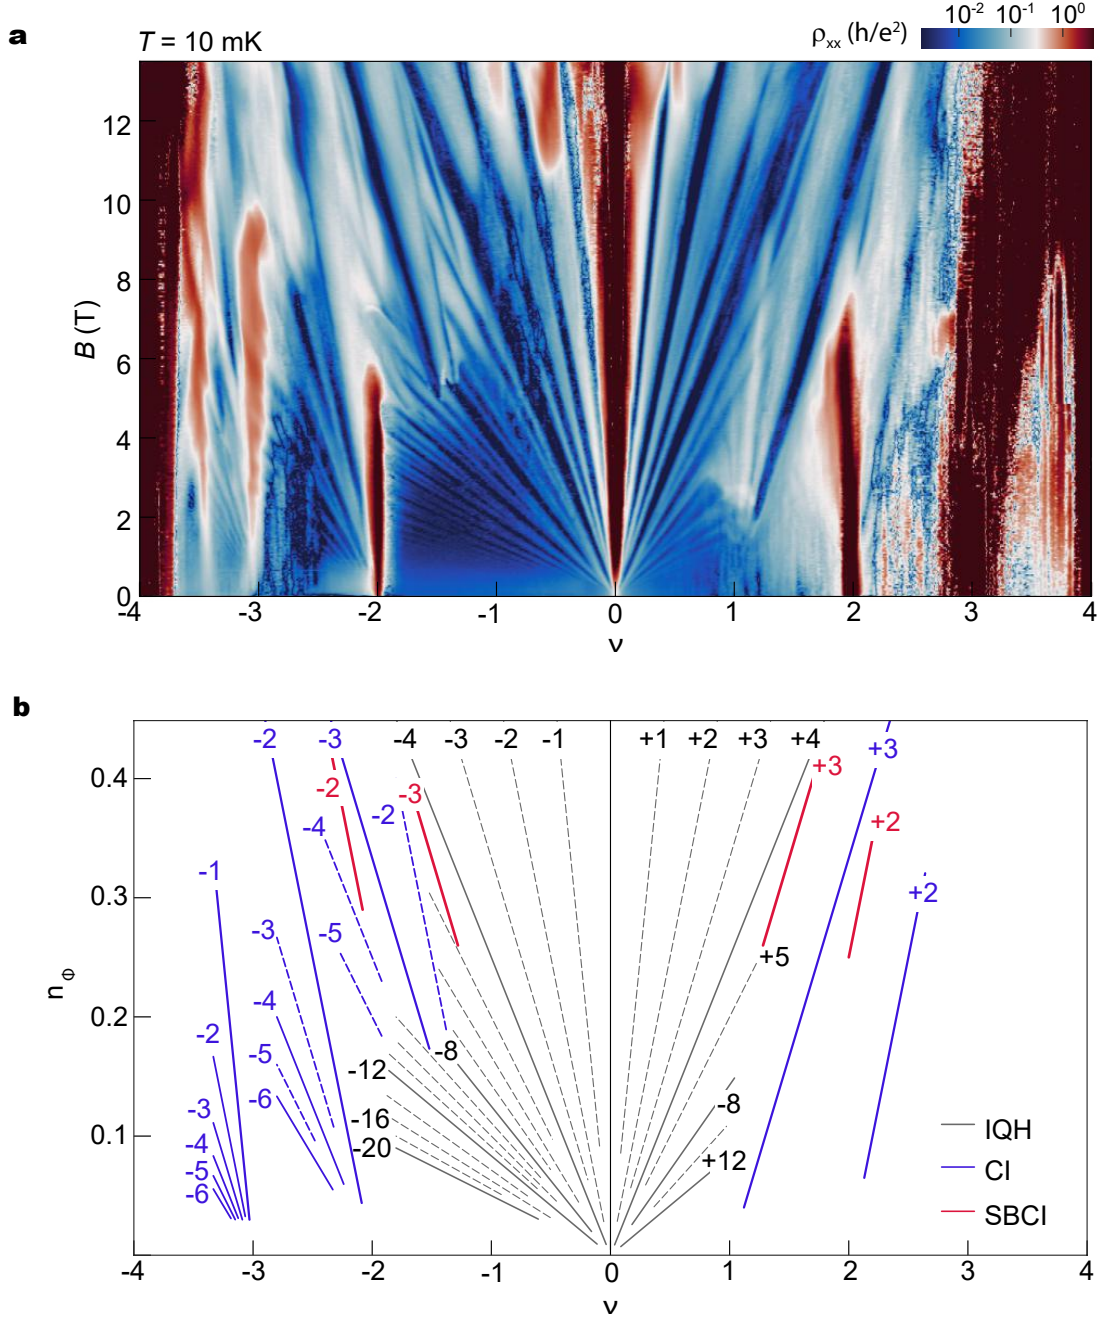 a
T = 10 mK
ρxx (h/e²)
10⁻² 10⁻¹ 10⁰
B (T)
12
10
8
6
4
2
0
-4 -3 -2 -1 0 1 2 3 4
ν
b
nΦ
0.4
0.3
0.2
0.1
-2 -3 -4 -3 -2 -1 +1 +2 +3 +4 +3
+3
-2 -3
-2
-4
+2
-1
+2
-3 -5
+5
-4
-2
-5 -8
-12
-6
-3 -8
-16
-4 -20
+12
-5
-6
IQH
CI
SBCI
-4 -3 -2 -1 0 1 2 3 4
ν